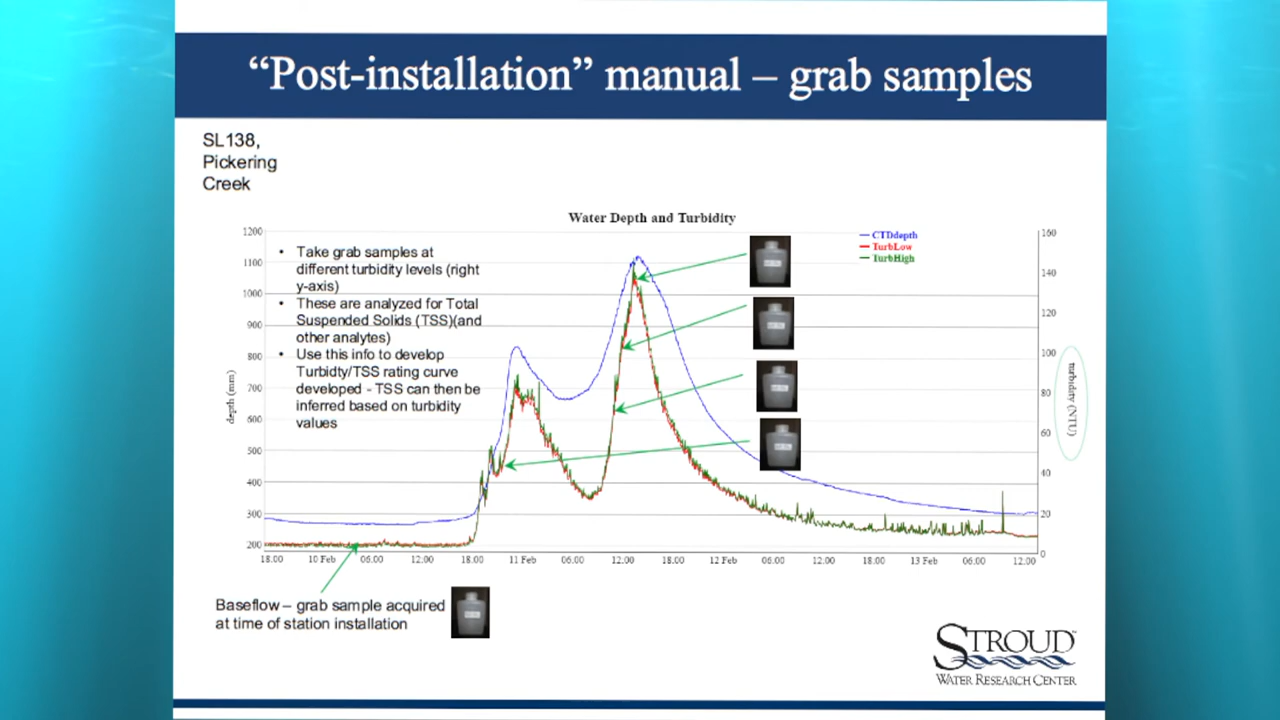 “Post-installation” manual – grab samples
SL138,
Pickering
Creek
Water Depth and Turbidity
CTDdepth
TurbLow
TurbHigh
• Take grab samples at
different turbidity levels (right
y-axis)
• These are analyzed for Total
Suspended Solids (TSS)(and
other analytes)
• Use this info to develop
Turbidty/TSS rating curve
developed - TSS can then be
inferred based on turbidity
values
1200
1100
1000
900
800
700
600
500
400
300
200
depth (mm)
160
140
120
100
80
60
40
20
0
turbidity (NTU)
18:00 10 Feb 06:00 12:00 18:00 11 Feb 06:00 12:00 18:00 12 Feb 06:00 12:00 18:00 13 Feb 06:00 12:00
Baseflow – grab sample acquired
at time of station installation
STROUD™
WATER RESEARCH CENTER